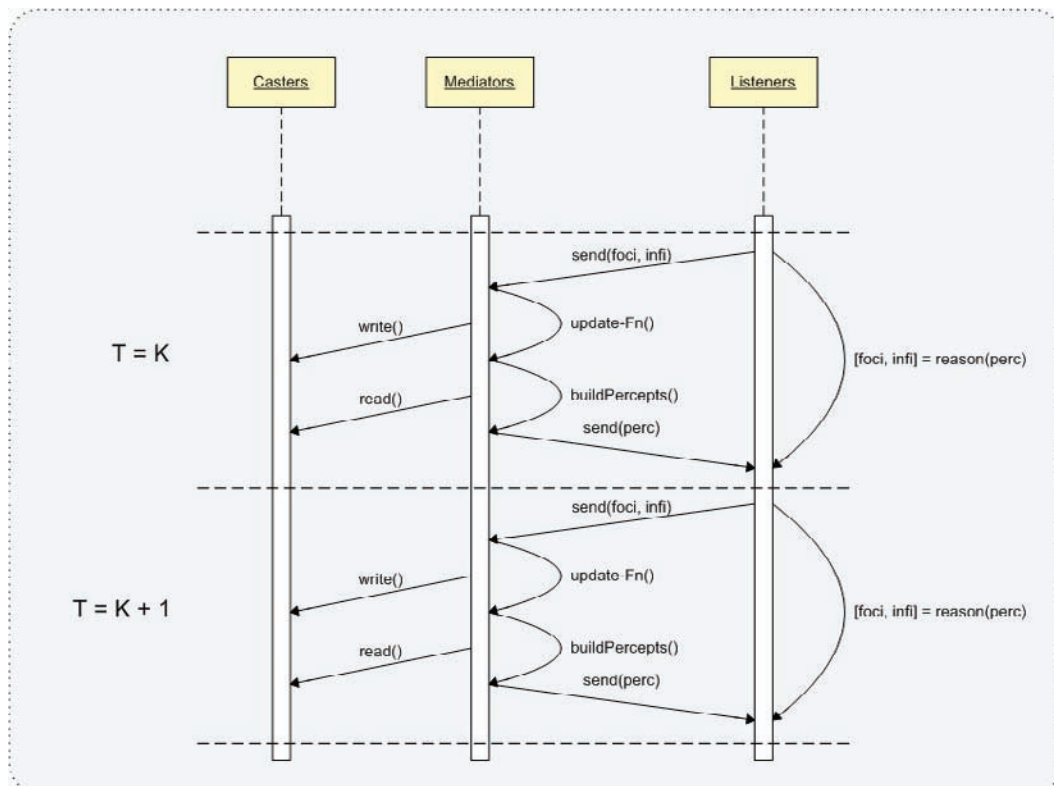 Casters
Mediators
Listeners
send(foci, infi)
write()
update-Fn()
T = K
[foci, infi] = reason(perc)
read()
buildPercepts()
send(perc)
send(foci, infi)
write()
update-Fn()
T = K + 1
[foci, infi] = reason(perc)
read()
buildPercepts()
send(perc)